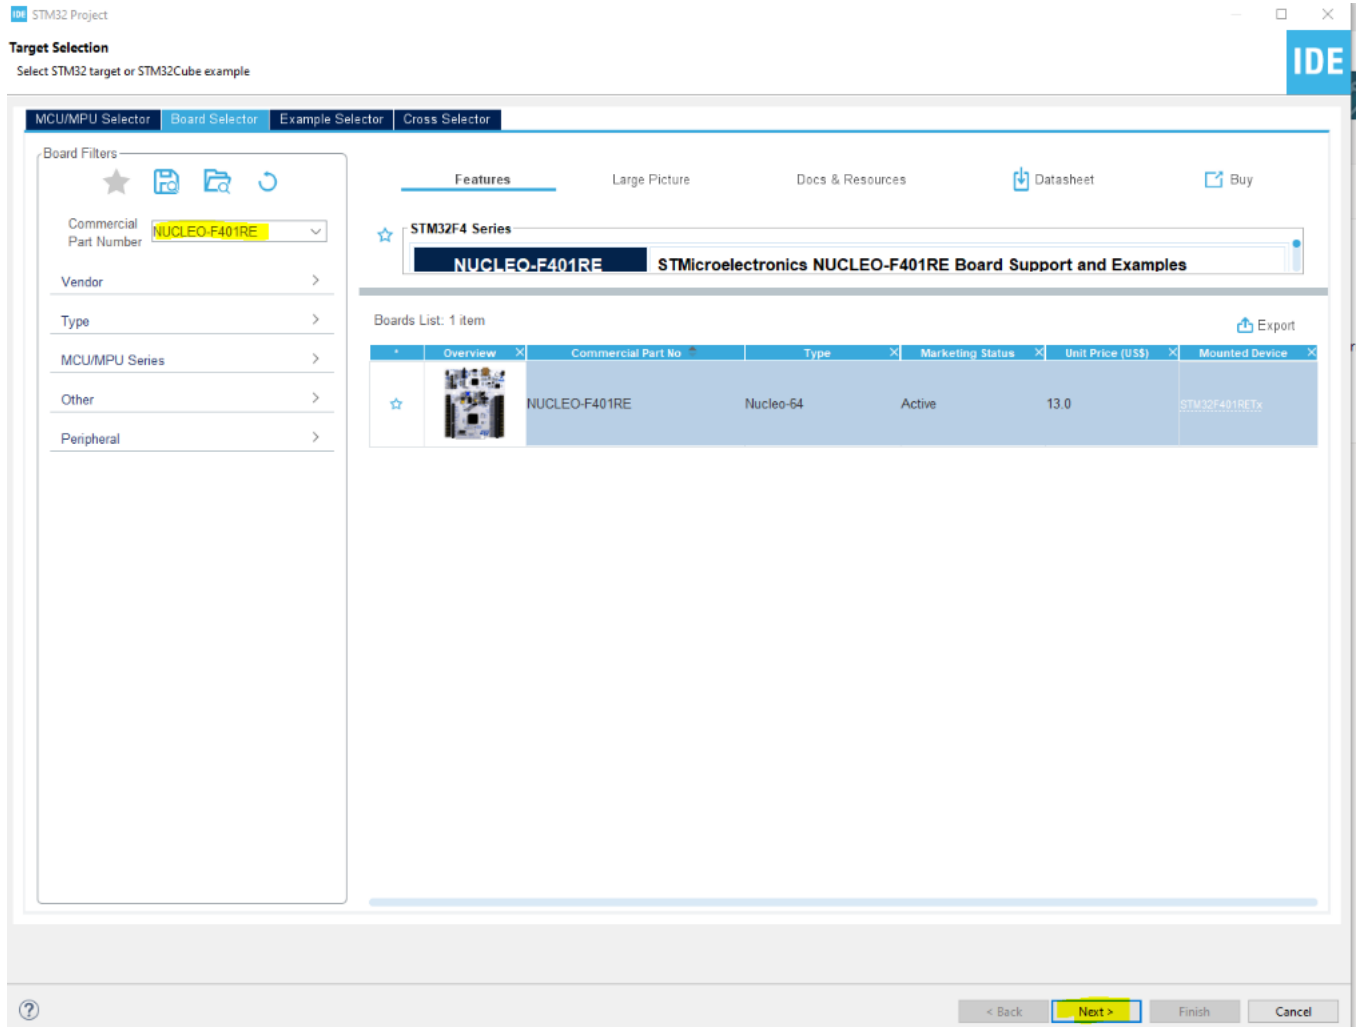 IDE STM32 Project
Target Selection
Select STM32 target or STM32Cube example
IDE
MCU/MPU Selector Board Selector Example Selector Cross Selector
Board Filters
Features Large Picture Docs & Resources Datasheet Buy
Commercial
Part Number
NUCLEO-F401RE
Vendor
Type
MCU/MPU Series
Other
Peripheral
STM32F4 Series
NUCLEO-F401RE STMicroelectronics NUCLEO-F401RE Board Support and Examples
Boards List: 1 item
Export
* Overview Commercial Part No Type Marketing Status Unit Price (US$) Mounted Device
NUCLEO-F401RE Nucleo-64 Active 13.0 STM32F401RETx
< Back Next > Finish Cancel